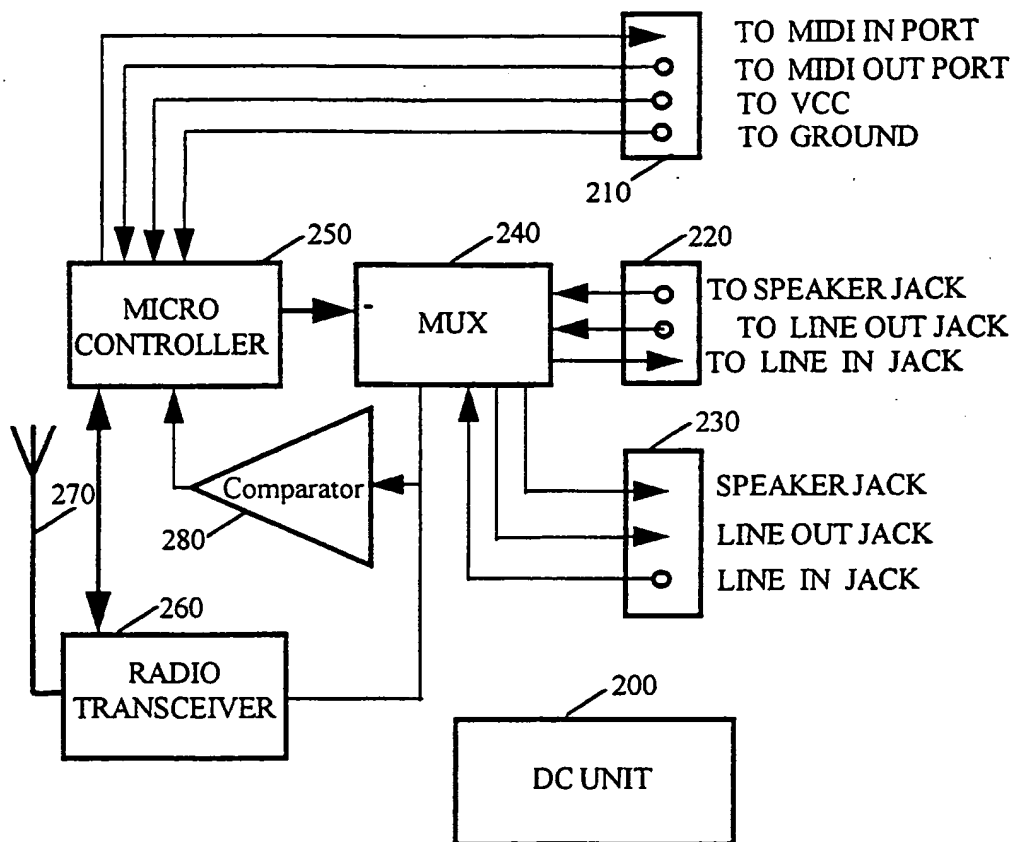 TO MIDI IN PORT
TO MIDI OUT PORT
TO VCC
TO GROUND
210
250
240
220
MICRO
CONTROLLER
MUX
TO SPEAKER JACK
TO LINE OUT JACK
TO LINE IN JACK
230
270
Comparator
280
SPEAKER JACK
LINE OUT JACK
LINE IN JACK
260
RADIO
TRANSCEIVER
200
DC UNIT